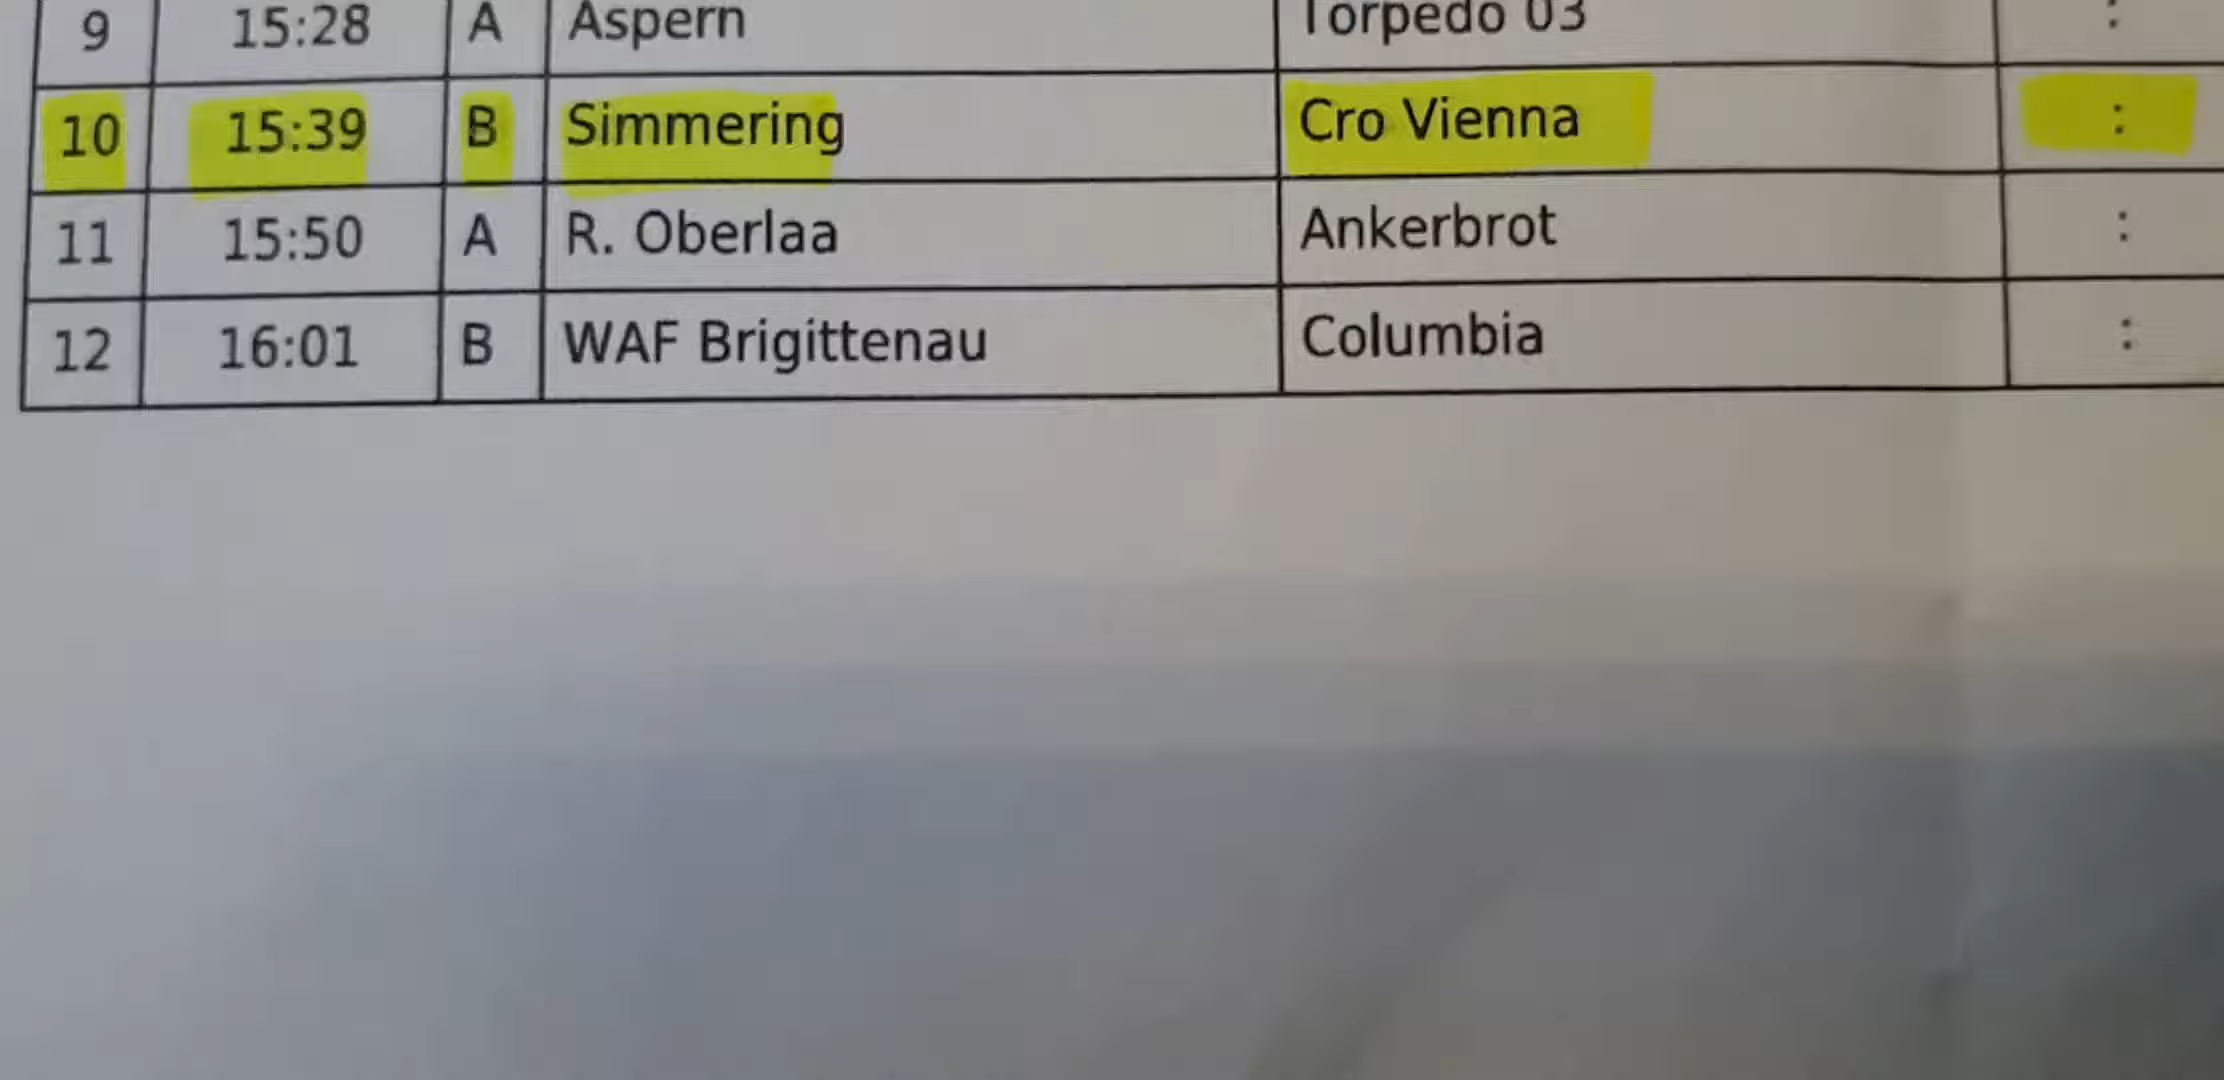 9 15:28 A Aspern Torpedo 03 :
10 15:39 B Simmering Cro Vienna :
11 15:50 A R. Oberlaa Ankerbrot :
12 16:01 B WAF Brigittenau Columbia :